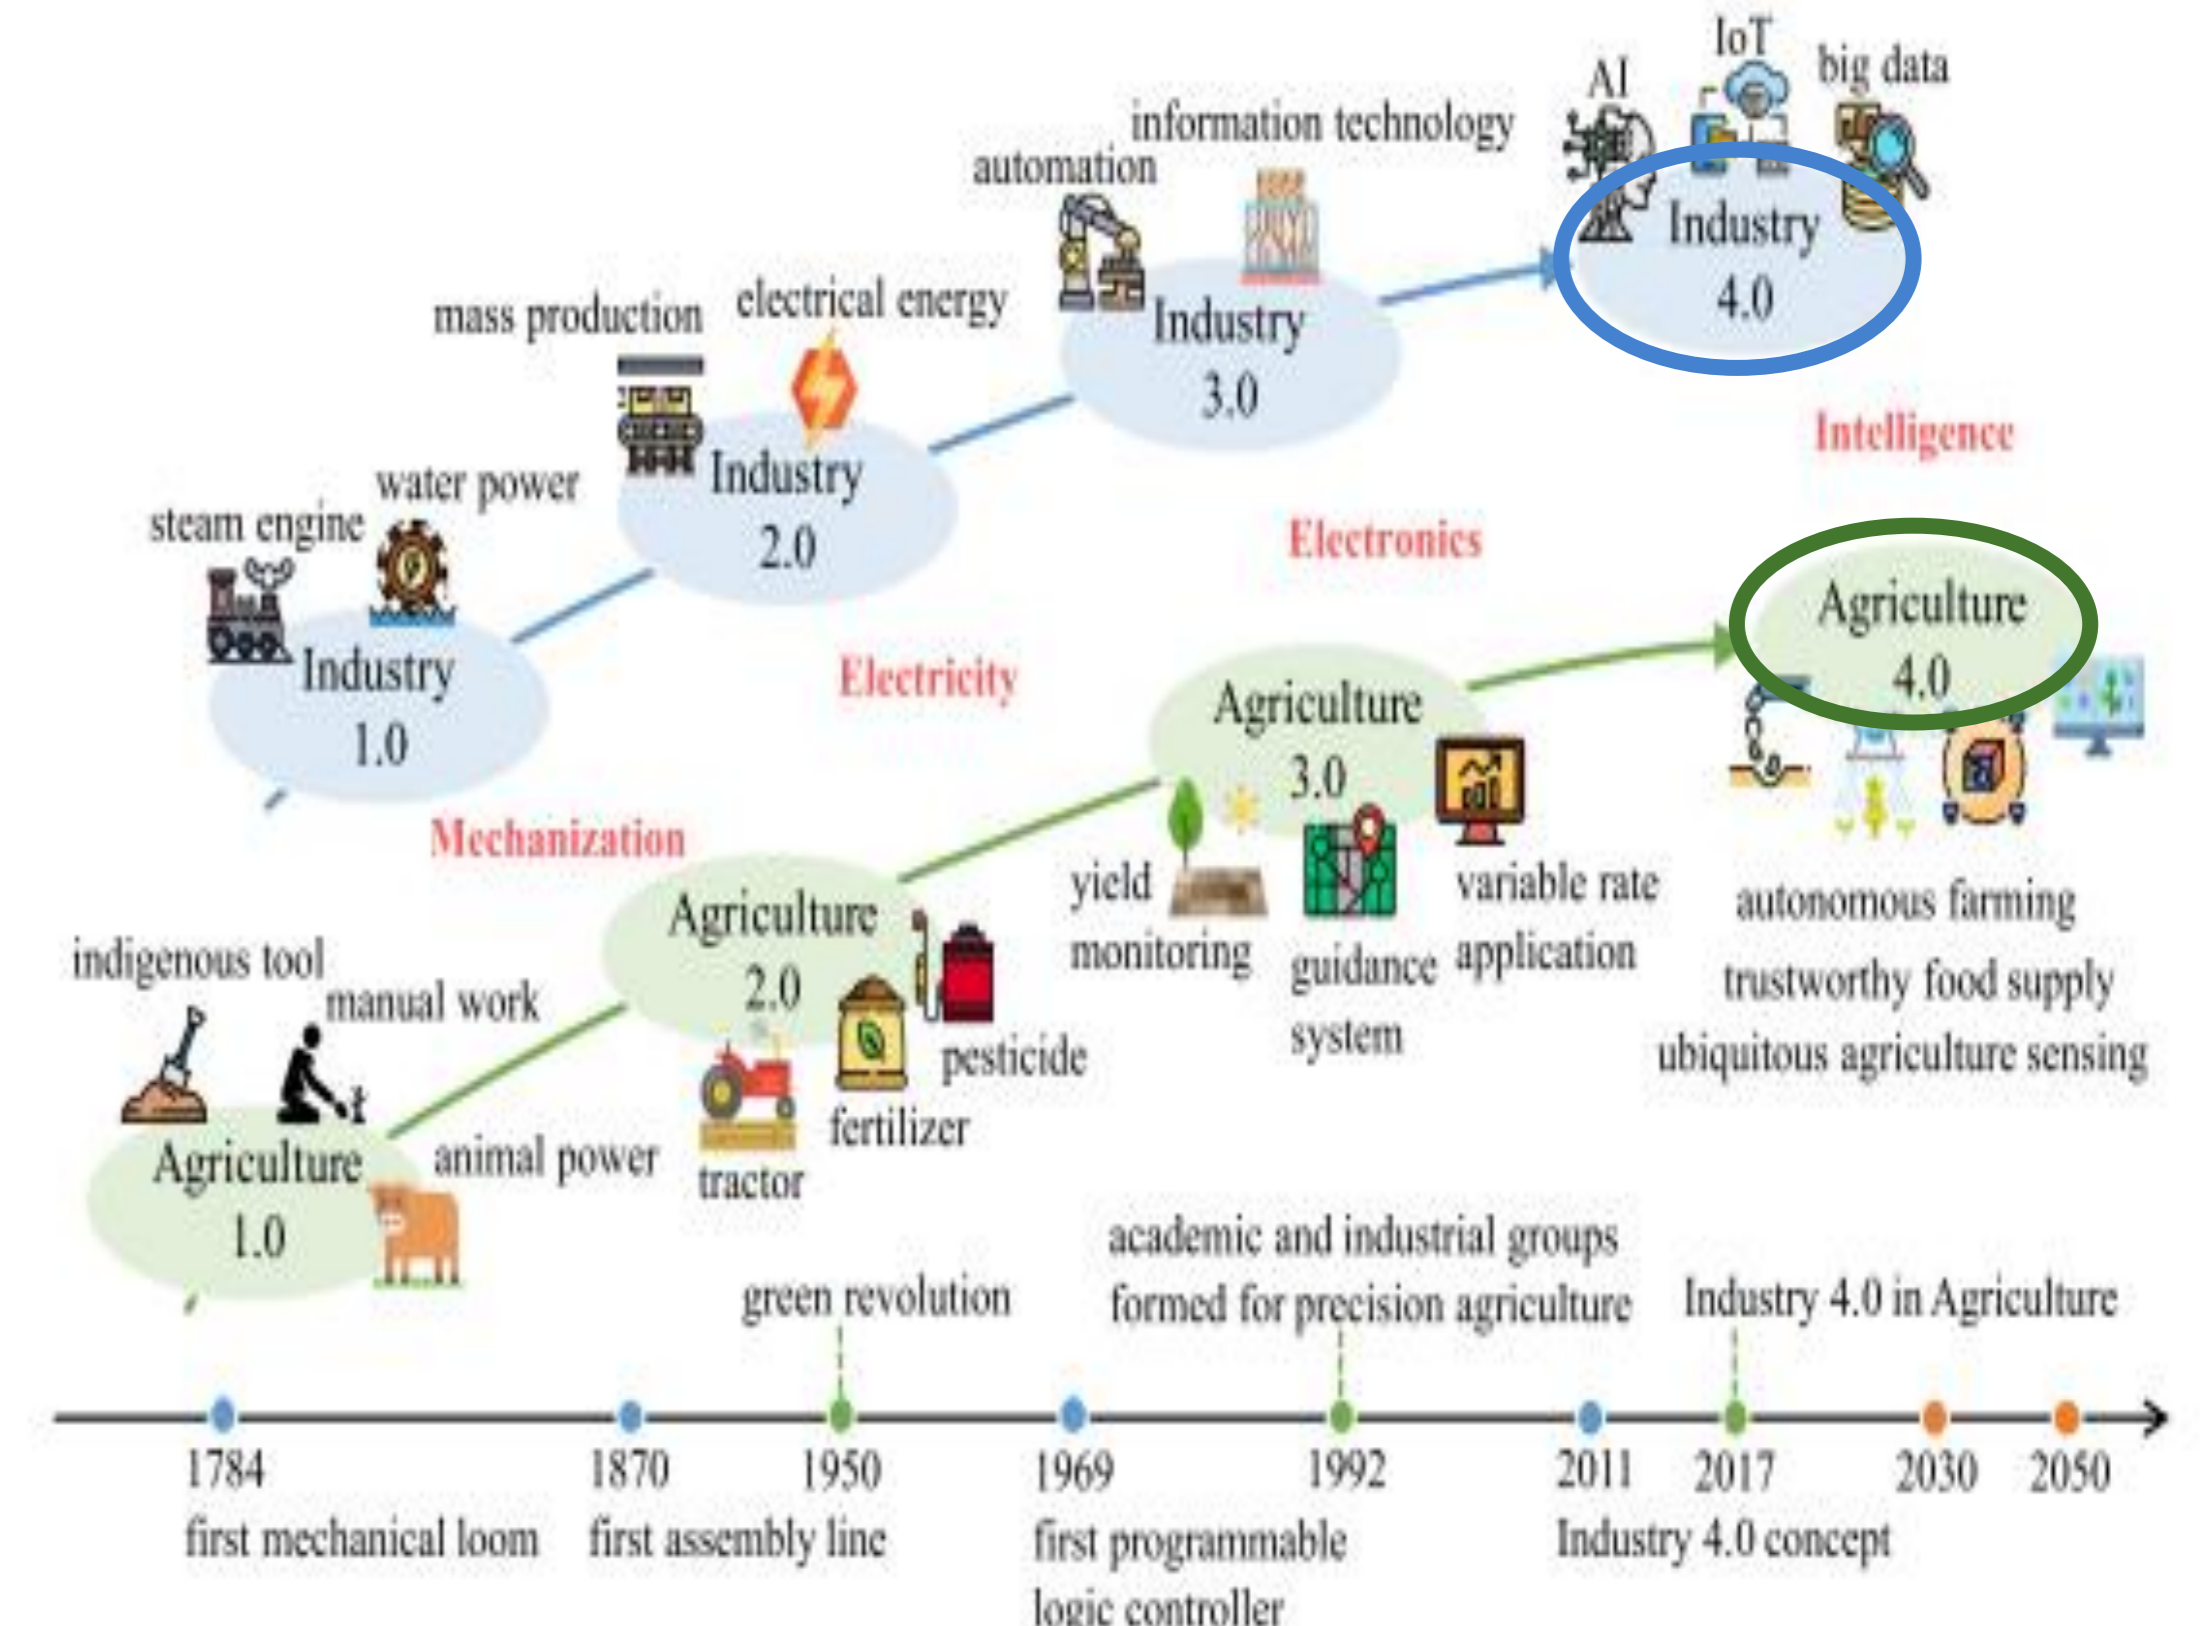 IoT
AI
big data
information technology
automation
Industry
4.0
electrical energy
mass production
Industry
3.0
Intelligence
water power
steam engine
Industry
2.0
Electronics
Agriculture
4.0
Industry
1.0
Electricity
Agriculture
3.0
Mechanization
yield
monitoring
guidance
system
variable rate
application
autonomous farming
trustworthy food supply
ubiquitous agriculture sensing
Agriculture
2.0
indigenous tool
manual work
pesticide
fertilizer
tractor
animal power
Agriculture
1.0
green revolution
academic and industrial groups
formed for precision agriculture
Industry 4.0 in Agriculture
1784
first mechanical loom
1870
first assembly line
1950
1969
first programmable
logic controller
1992
2011
2017
Industry 4.0 concept
2030
2050